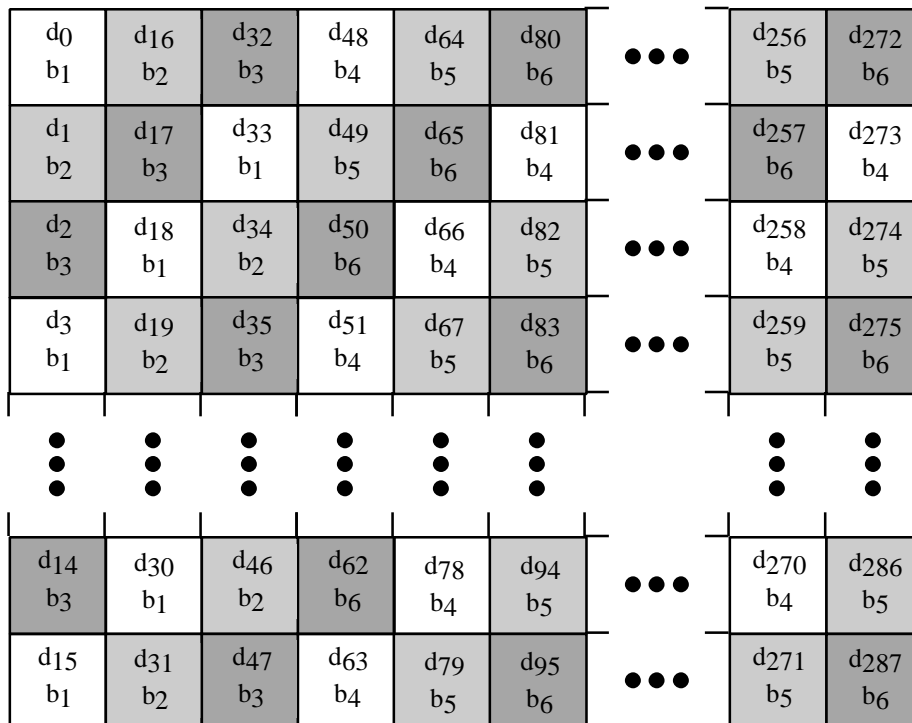 d0 d16 d32 d48 d64 d80 d256 d272
b1 b2 b3 b4 b5 b6 b5 b6
d1 d17 d33 d49 d65 d81 d257 d273
b2 b3 b1 b5 b6 b4 b6 b4
d2 d18 d34 d50 d66 d82 d258 d274
b3 b1 b2 b6 b4 b5 b4 b5
d3 d19 d35 d51 d67 d83 d259 d275
b1 b2 b3 b4 b5 b6 b5 b6
d14 d30 d46 d62 d78 d94 d270 d286
b3 b1 b2 b6 b4 b5 b4 b5
d15 d31 d47 d63 d79 d95 d271 d287
b1 b2 b3 b4 b5 b6 b5 b6